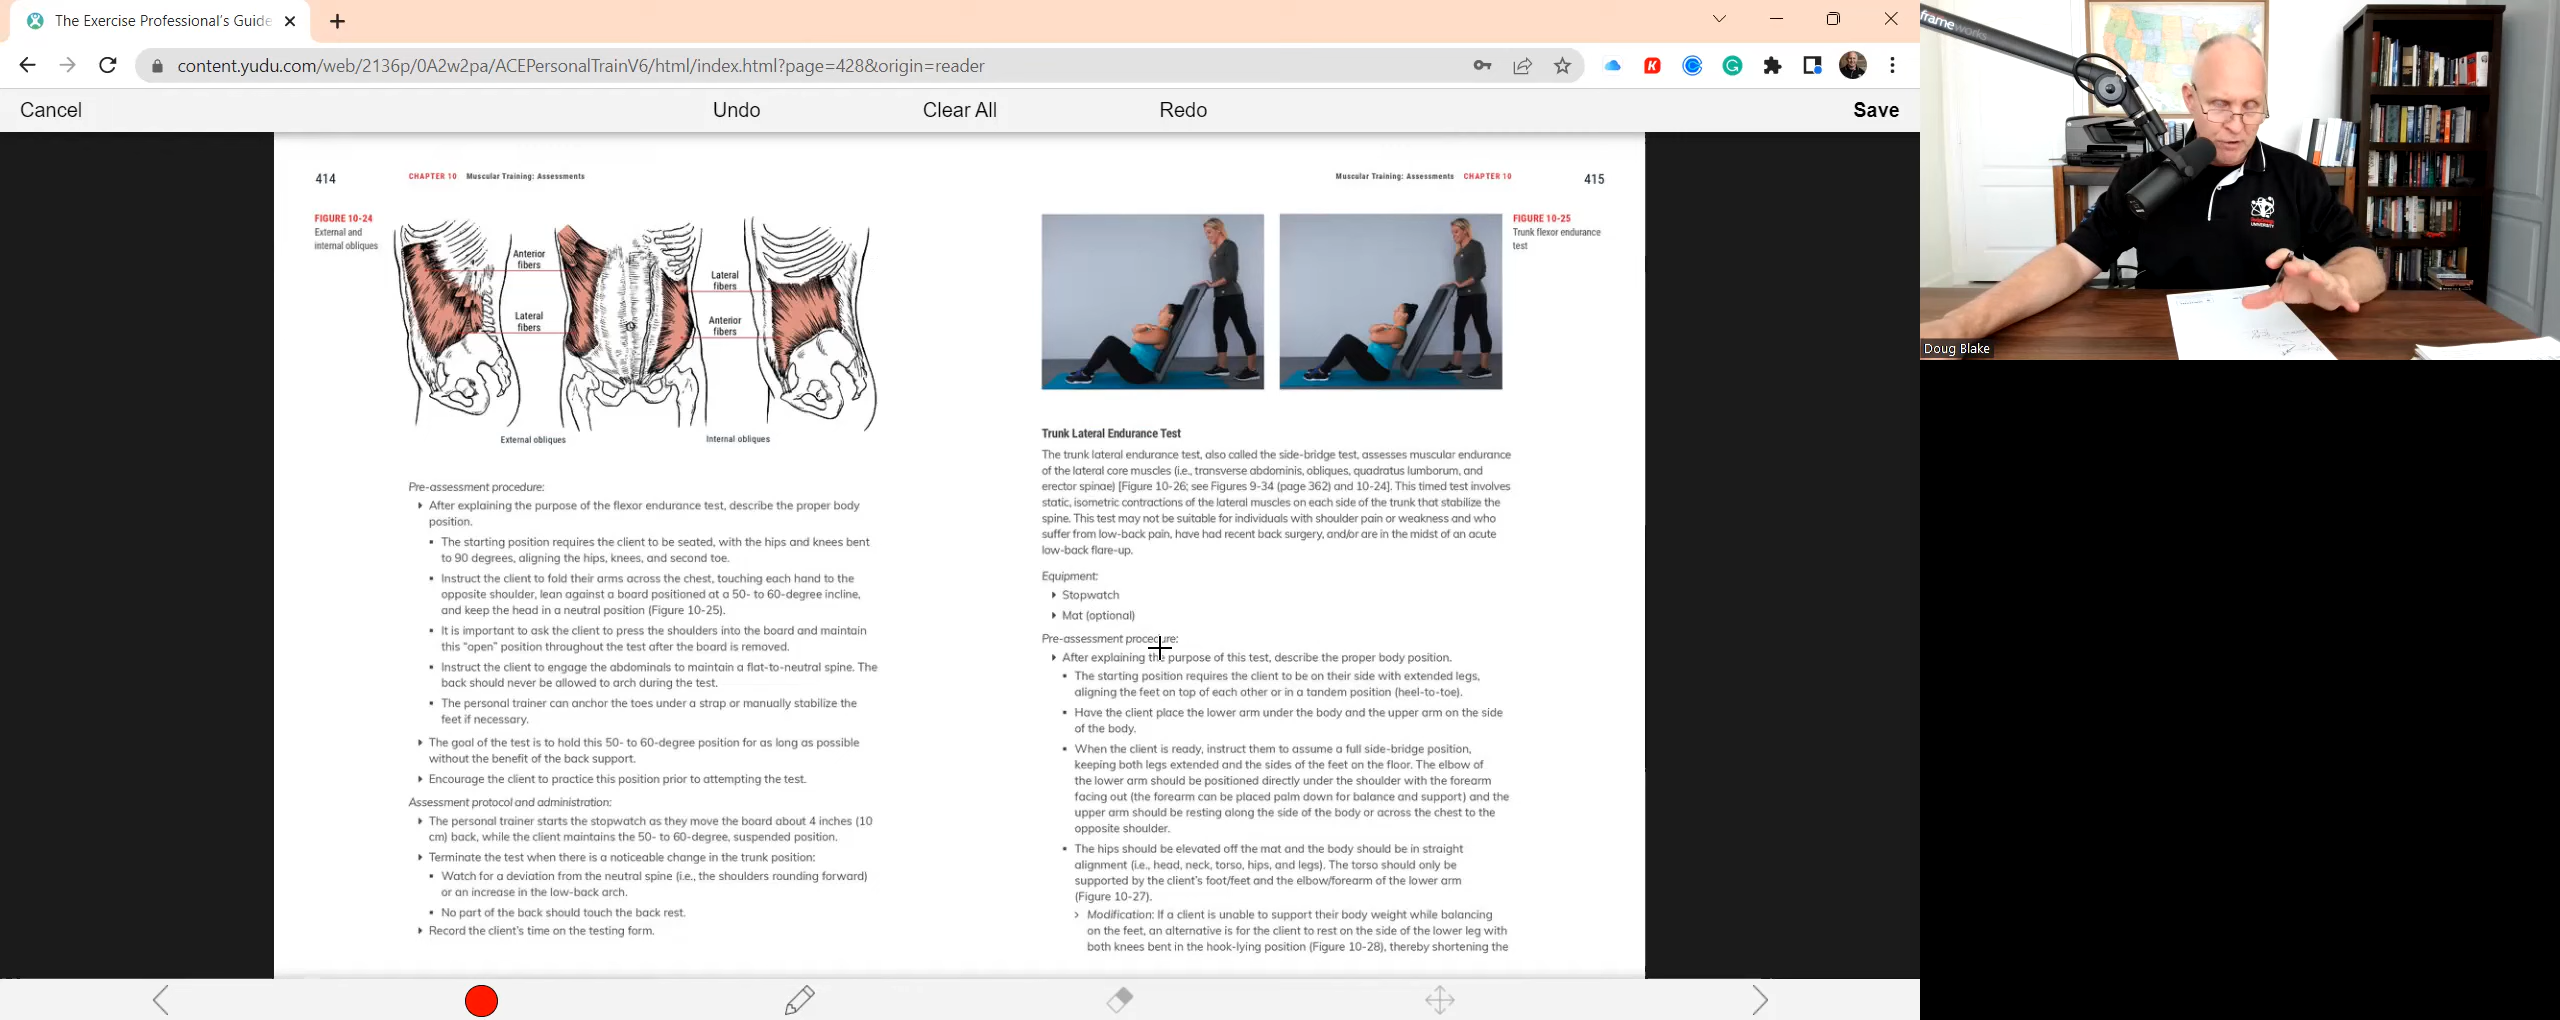 The Exercise Professional's Guide
content.yudu.com/web/2136p/0A2w2pa/ACEPersonalTrainV6/html/index.html?page=428&origin=reader
Cancel
Undo
Clear All
Redo
Save
414
CHAPTER 10 Muscular Training: Assessments
FIGURE 10-24
External and
internal obliques
Anterior
fibers
Lateral
fibers
Lateral
fibers
Anterior
fibers
External obliques
Internal obliques
Pre-assessment procedure:
After explaining the purpose of the flexor endurance test, describe the proper body
position.
The starting position requires the client to be seated, with the hips and knees bent
to 90 degrees, aligning the hips, knees, and second toe.
Instruct the client to fold their arms across the chest, touching each hand to the
opposite shoulder, lean against a board positioned at a 50- to 60-degree incline,
and keep the head in a neutral position (Figure 10-25).
It is important to ask the client to press the shoulders into the board and maintain
this "open" position throughout the test after the board is removed.
Instruct the client to engage the abdominals to maintain a flat-to-neutral spine. The
back should never be allowed to arch during the test.
The personal trainer can anchor the toes under a strap or manually stabilize the
feet if necessary.
The goal of the test is to hold this 50- to 60-degree position for as long as possible
without the benefit of the back support.
Encourage the client to practice this position prior to attempting the test.
Assessment protocol and administration:
The personal trainer starts the stopwatch as they move the board about 4 inches (10
cm) back, while the client maintains the 50- to 60-degree, suspended position.
Terminate the test when there is a noticeable change in the trunk position:
Watch for a deviation from the neutral spine (i.e., the shoulders rounding forward)
or an increase in the low-back arch.
No part of the back should touch the back rest.
Record the client's time on the testing form.
Muscular Training: Assessments CHAPTER 10
415
FIGURE 10-25
Trunk flexor endurance
test
Trunk Lateral Endurance Test
The trunk lateral endurance test, also called the side-bridge test, assesses muscular endurance
of the lateral core muscles (i.e., transverse abdominis, obliques, quadratus lumborum, and
erector spinae) [Figure 10-26; see Figures 9-34 (page 362) and 10-24]. This timed test involves
static, isometric contractions of the lateral muscles on each side of the trunk that stabilize the
spine. This test may not be suitable for individuals with shoulder pain or weakness and who
suffer from low-back pain, have had recent back surgery, and/or are in the midst of an acute
low-back flare-up.
Equipment:
Stopwatch
Mat (optional)
Pre-assessment procedure:
After explaining the purpose of this test, describe the proper body position.
The starting position requires the client to be on their side with extended legs,
aligning the feet on top of each other or in a tandem position (heel-to-toe).
Have the client place the lower arm under the body and the upper arm on the side
of the body.
When the client is ready, instruct them to assume a full side-bridge position,
keeping both legs extended and the sides of the feet on the floor. The elbow of
the lower arm should be positioned directly under the shoulder with the forearm
facing out (the forearm can be placed palm down for balance and support) and the
upper arm should be resting along the side of the body or across the chest to the
opposite shoulder.
The hips should be elevated off the mat and the body should be in straight
alignment (i.e., head, neck, torso, hips, and legs). The torso should only be
supported by the client's foot/feet and the elbow/forearm of the lower arm
(Figure 10-27).
Modification: If a client is unable to support their body weight while balancing
on the feet, an alternative is for the client to rest on the side of the lower leg with
both knees bent in the hook-lying position (Figure 10-28), thereby shortening the
frameworks
UNIVERSITY
Doug Blake